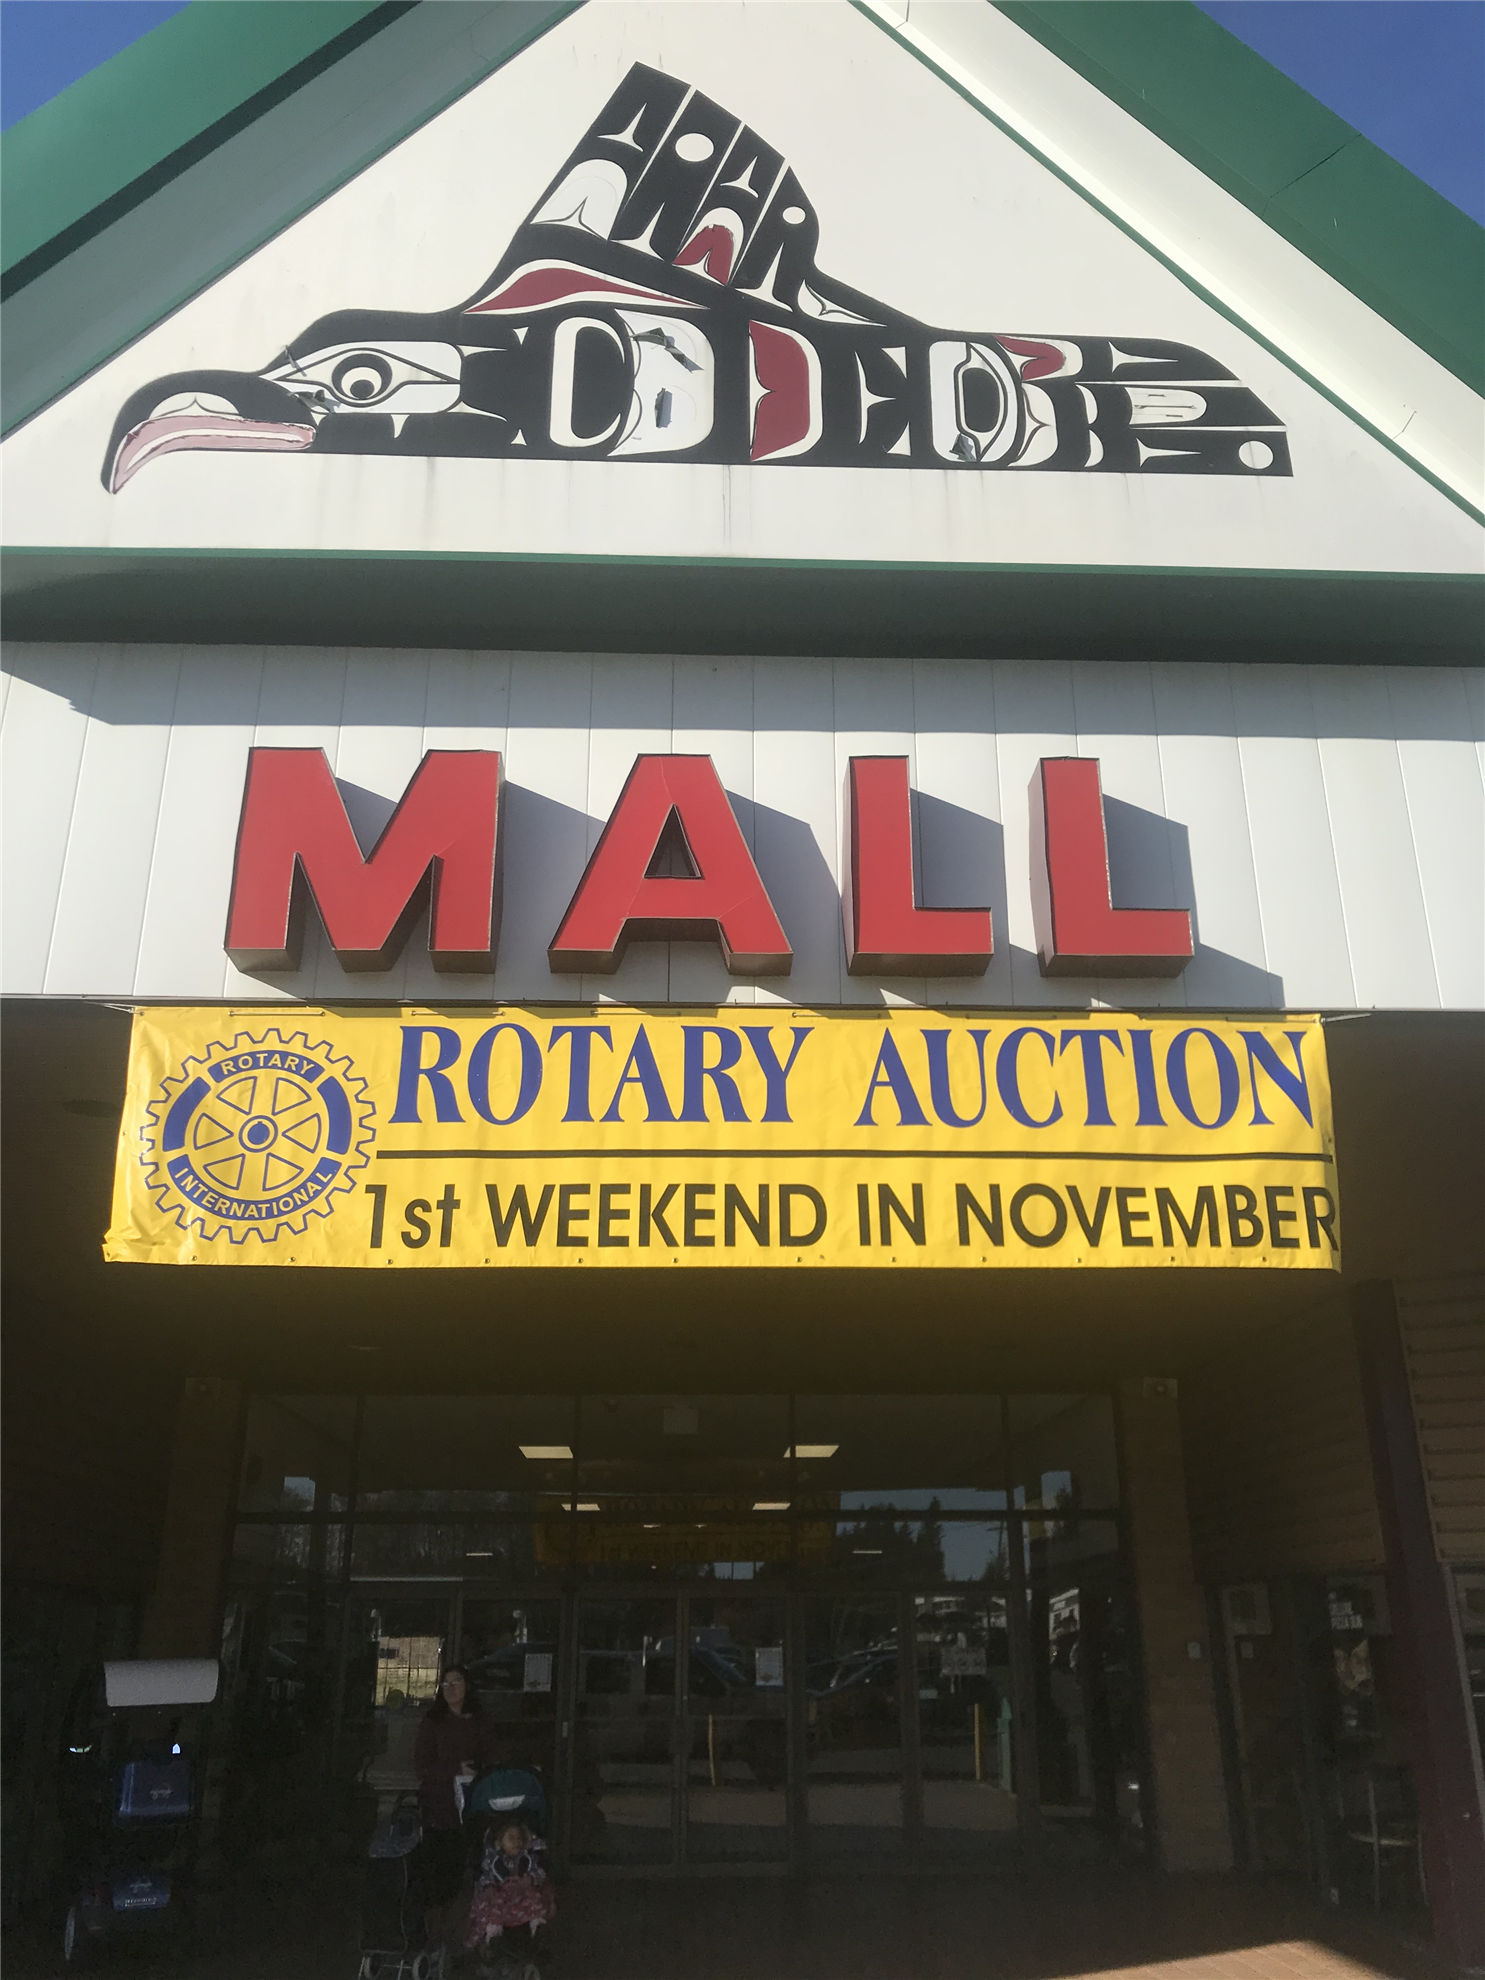 MALL
ROTARY
INTERNATIONAL
ROTARY AUCTION
1st WEEKEND IN NOVEMBER